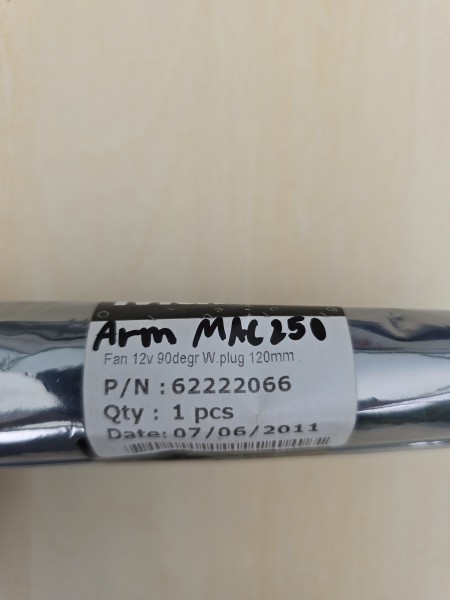 Arm MAC250
Fan 12v 90degr W.plug 120mm
P/N : 62222066
Qty : 1 pcs
Date: 07/06/2011